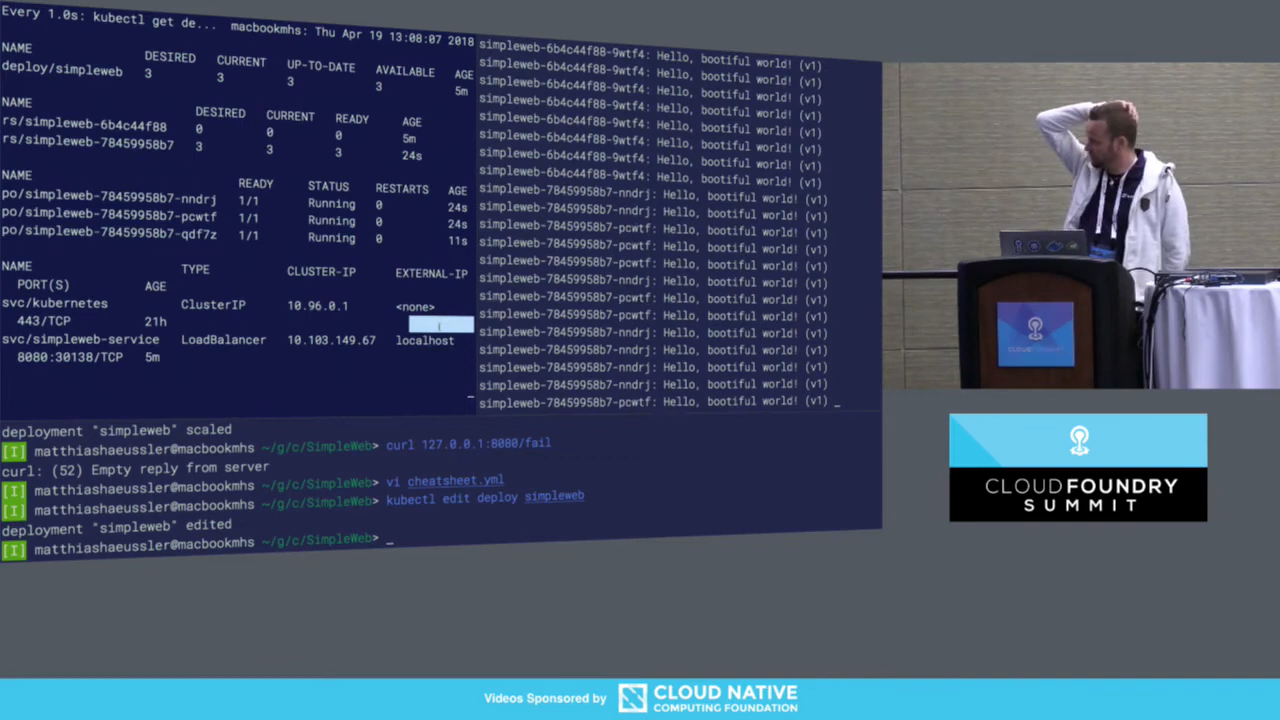 Every 1.0s: kubectl get de... macbookmhs: Thu Apr 19 13:08:07 2018
NAME DESIRED CURRENT UP-TO-DATE AVAILABLE AGE
deploy/simpleweb 3 3 3 3 5m
NAME DESIRED CURRENT READY AGE
rs/simpleweb-6b4c44f88 0 0 0 5m
rs/simpleweb-78459958b7 3 3 3 24s
NAME READY STATUS RESTARTS AGE
po/simpleweb-78459958b7-nndrj 1/1 Running 0 24s
po/simpleweb-78459958b7-pcwtf 1/1 Running 0 24s
po/simpleweb-78459958b7-qdf7z 1/1 Running 0 11s
NAME TYPE CLUSTER-IP EXTERNAL-IP
PORT(S) AGE
svc/kubernetes ClusterIP 10.96.0.1 <none>
443/TCP 21h
svc/simpleweb-service LoadBalancer 10.103.149.67 localhost
8080:30138/TCP 5m
simpleweb-6b4c44f88-9wtf4: Hello, bootiful world! (v1)
simpleweb-6b4c44f88-9wtf4: Hello, bootiful world! (v1)
simpleweb-6b4c44f88-9wtf4: Hello, bootiful world! (v1)
simpleweb-6b4c44f88-9wtf4: Hello, bootiful world! (v1)
simpleweb-6b4c44f88-9wtf4: Hello, bootiful world! (v1)
simpleweb-6b4c44f88-9wtf4: Hello, bootiful world! (v1)
simpleweb-6b4c44f88-9wtf4: Hello, bootiful world! (v1)
simpleweb-6b4c44f88-9wtf4: Hello, bootiful world! (v1)
simpleweb-78459958b7-nndrj: Hello, bootiful world! (v1)
simpleweb-78459958b7-nndrj: Hello, bootiful world! (v1)
simpleweb-78459958b7-pcwtf: Hello, bootiful world! (v1)
simpleweb-78459958b7-pcwtf: Hello, bootiful world! (v1)
simpleweb-78459958b7-pcwtf: Hello, bootiful world! (v1)
simpleweb-78459958b7-nndrj: Hello, bootiful world! (v1)
simpleweb-78459958b7-pcwtf: Hello, bootiful world! (v1)
simpleweb-78459958b7-pcwtf: Hello, bootiful world! (v1)
simpleweb-78459958b7-nndrj: Hello, bootiful world! (v1)
simpleweb-78459958b7-nndrj: Hello, bootiful world! (v1)
simpleweb-78459958b7-nndrj: Hello, bootiful world! (v1)
simpleweb-78459958b7-nndrj: Hello, bootiful world! (v1)
simpleweb-78459958b7-pcwtf: Hello, bootiful world! (v1) _
deployment "simpleweb" scaled
[I] matthiashaeussler@macbookmhs ~/g/c/SimpleWeb> curl 127.0.0.1:8080/fail
curl: (52) Empty reply from server
[I] matthiashaeussler@macbookmhs ~/g/c/SimpleWeb> vi cheatsheet.yml
[I] matthiashaeussler@macbookmhs ~/g/c/SimpleWeb> kubectl edit deploy simpleweb
deployment "simpleweb" edited
[I] matthiashaeussler@macbookmhs ~/g/c/SimpleWeb> _
CLOUD FOUNDRY
CLOUD FOUNDRY
SUMMIT
Videos Sponsored by
CLOUD NATIVE
COMPUTING FOUNDATION